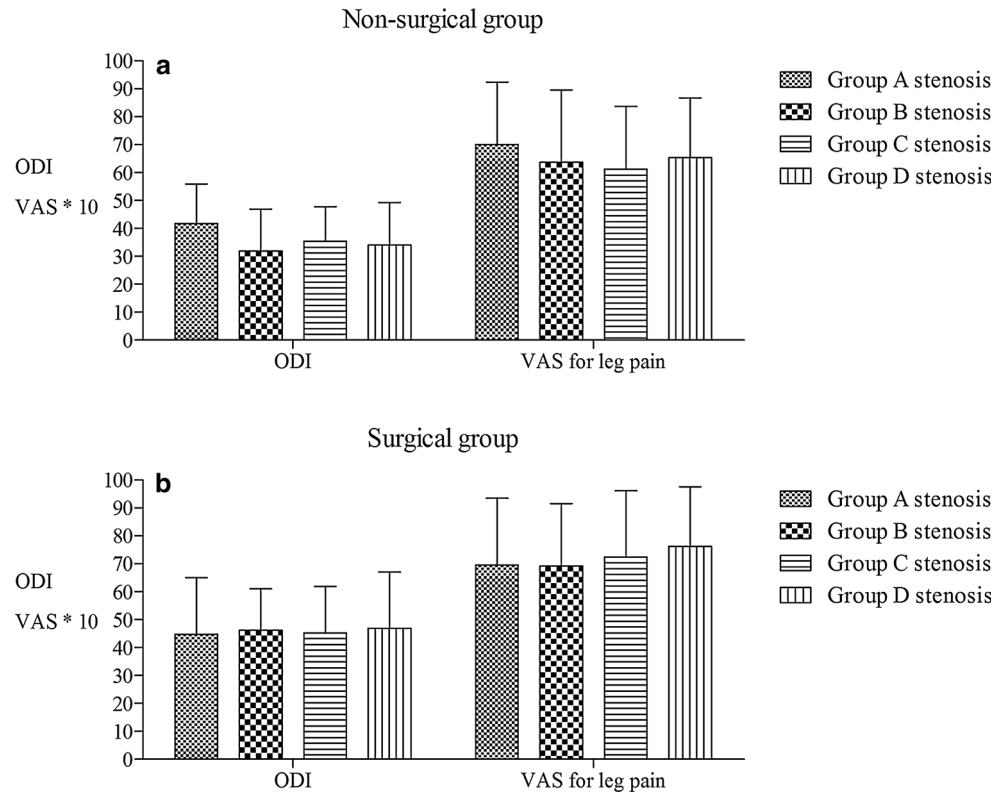 Non-surgical group
a
100
90
80
70
60
50
40
30
20
10
0
ODI
VAS * 10
ODI
VAS for leg pain
Group A stenosis
Group B stenosis
Group C stenosis
Group D stenosis
Surgical group
b
100
90
80
70
60
50
40
30
20
10
0
ODI
VAS * 10
ODI
VAS for leg pain
Group A stenosis
Group B stenosis
Group C stenosis
Group D stenosis